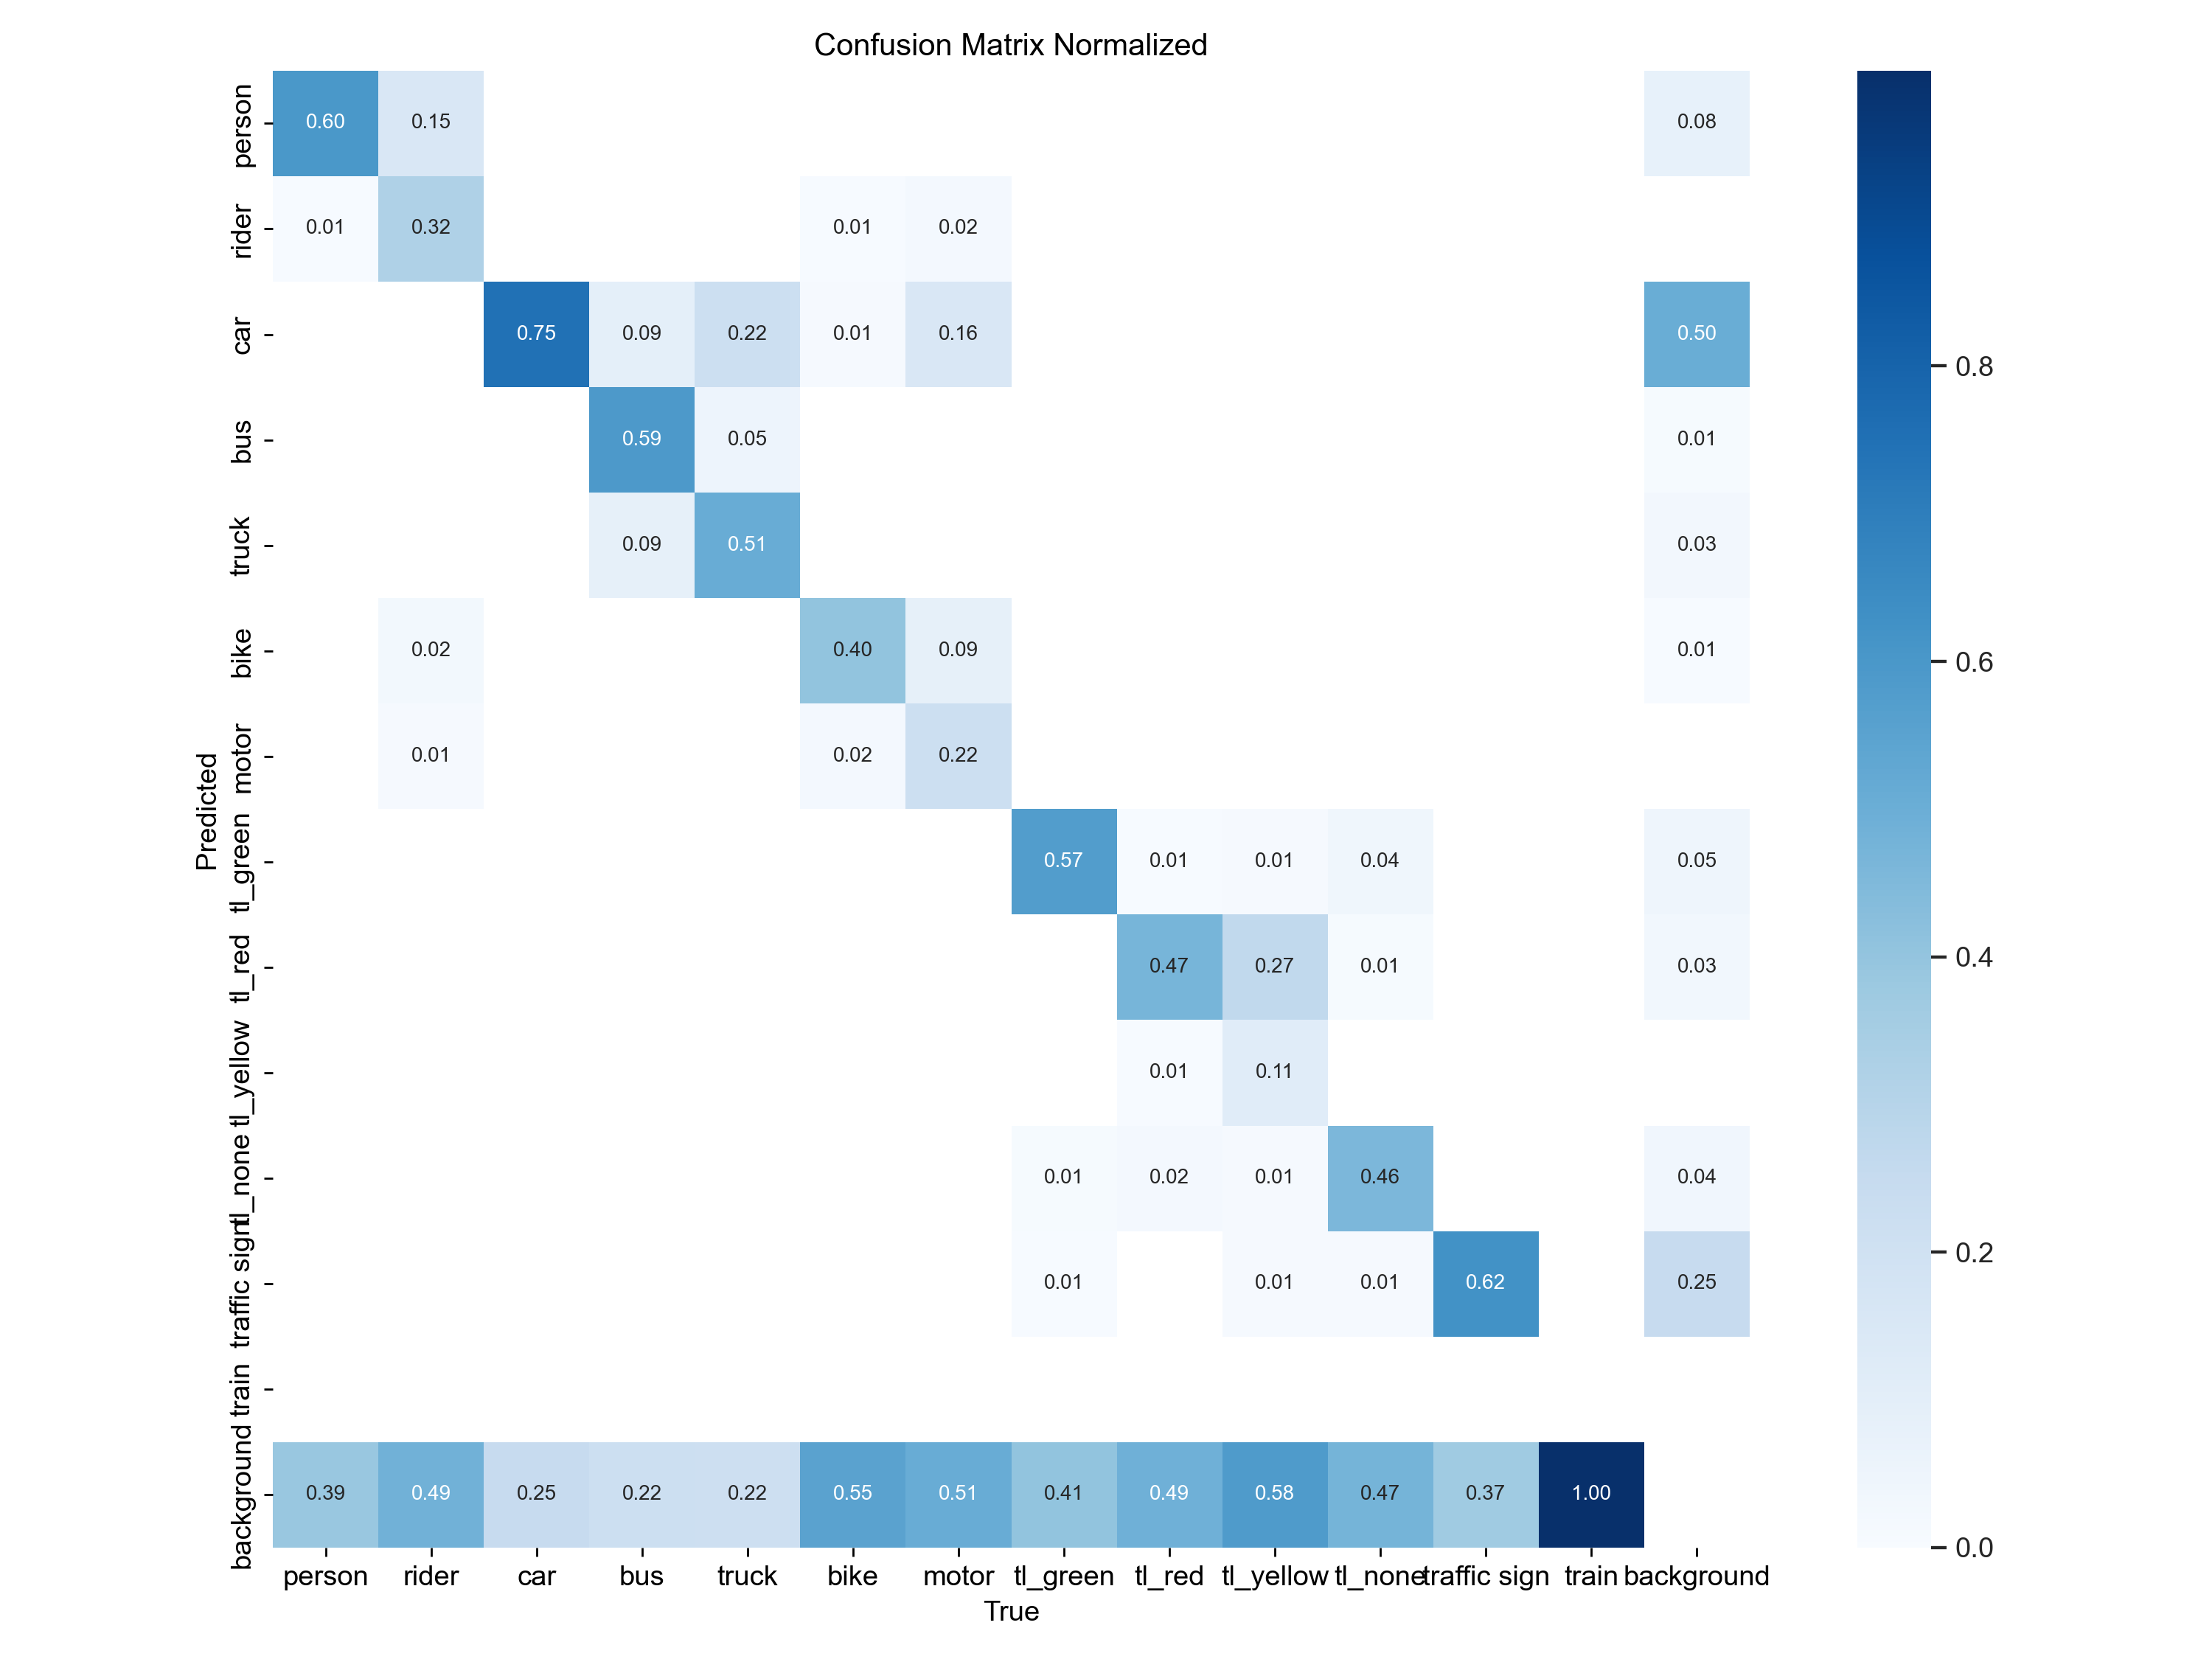 Confusion Matrix Normalized
person 0.60 0.15 0.08
rider 0.01 0.32 0.01 0.02
car 0.75 0.09 0.22 0.01 0.16 0.50
bus 0.59 0.05 0.01
truck 0.09 0.51 0.03
bike 0.02 0.40 0.09 0.01
motor 0.01 0.02 0.22
tl_green 0.57 0.01 0.01 0.04 0.05
tl_red 0.47 0.27 0.01 0.03
tl_yellow 0.01 0.11
tl_none 0.01 0.02 0.01 0.46 0.04
traffic sign 0.01 0.01 0.01 0.62 0.25
train
background 0.39 0.49 0.25 0.22 0.22 0.55 0.51 0.41 0.49 0.58 0.47 0.37 1.00
person rider car bus truck bike motor tl_green tl_red tl_yellow tl_none traffic sign train background
True
Predicted
0.8
0.6
0.4
0.2
0.0